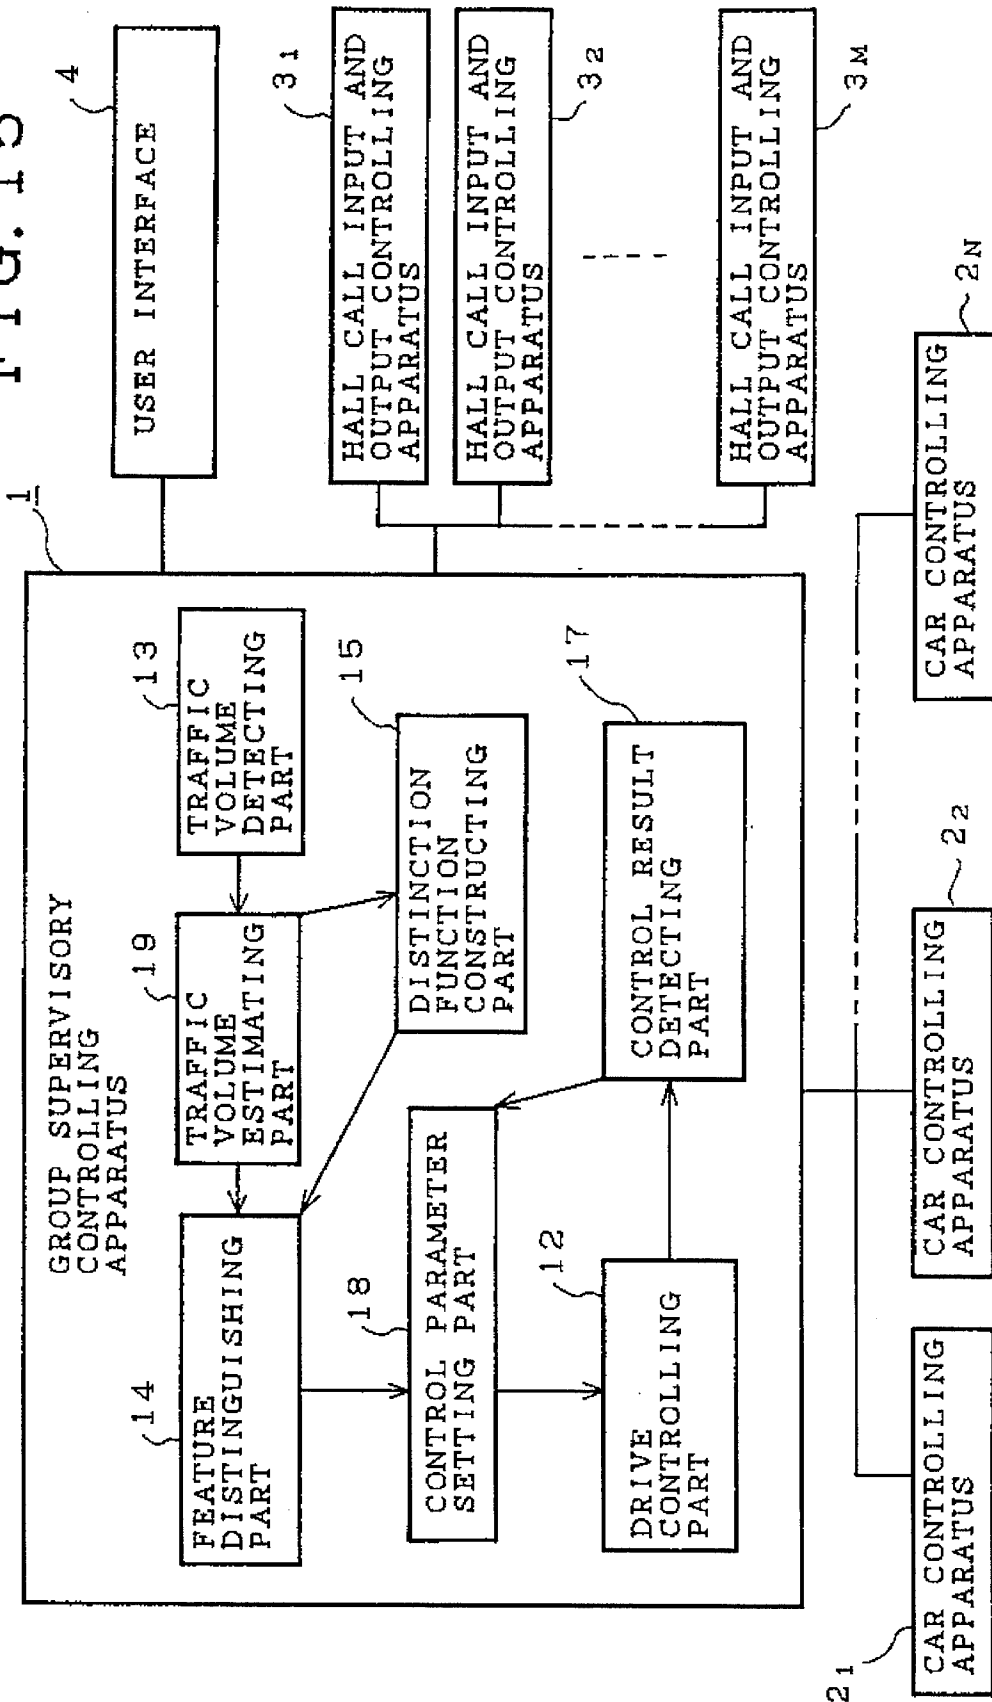 FIG. 15
1
GROUP SUPERVISORY
CONTROLLING
APPARATUS
14
FEATURE
DISTINGUISHING
PART
19
TRAFFIC
VOLUME
ESTIMATING
PART
13
TRAFFIC
VOLUME
DETECTING
PART
15
DISTINCTION
FUNCTION
CONSTRUCTING
PART
18
CONTROL PARAMETER
SETTING PART
12
DRIVE
CONTROLLING
PART
17
CONTROL RESULT
DETECTING
PART
4
USER INTERFACE
31
HALL CALL INPUT AND
OUTPUT CONTROLLING
APPARATUS
32
HALL CALL INPUT AND
OUTPUT CONTROLLING
APPARATUS
3M
HALL CALL INPUT AND
OUTPUT CONTROLLING
APPARATUS
21
CAR CONTROLLING
APPARATUS
22
CAR CONTROLLING
APPARATUS
2N
CAR CONTROLLING
APPARATUS